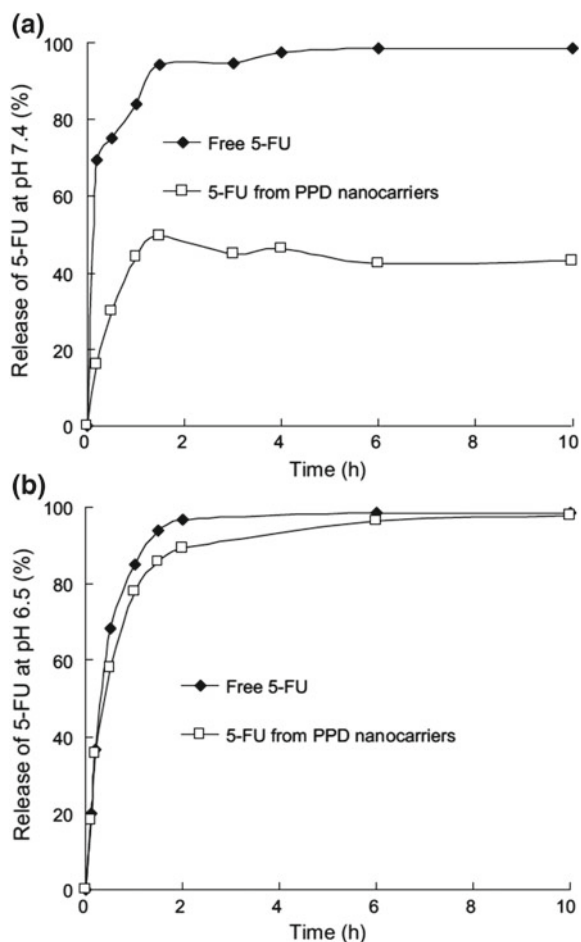 (a)
Release of 5-FU at pH 7.4 (%)
100
80
60
40
20
0
Free 5-FU
5-FU from PPD nanocarriers
0 2 4 6 8 10
Time (h)
(b)
Release of 5-FU at pH 6.5 (%)
100
80
60
40
20
0
Free 5-FU
5-FU from PPD nanocarriers
0 2 4 6 8 10
Time (h)